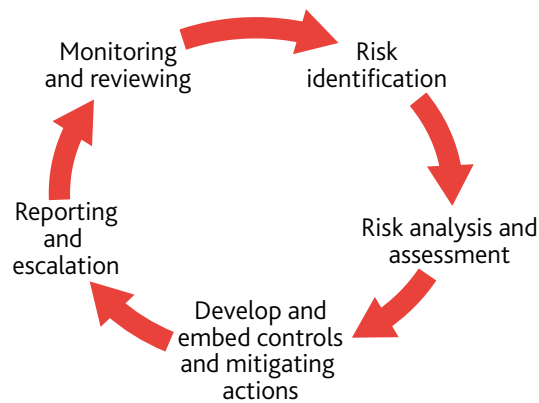 Monitoring
and reviewing
Risk
identification
Risk analysis and
assessment
Develop and
embed controls
and mitigating
actions
Reporting
and
escalation